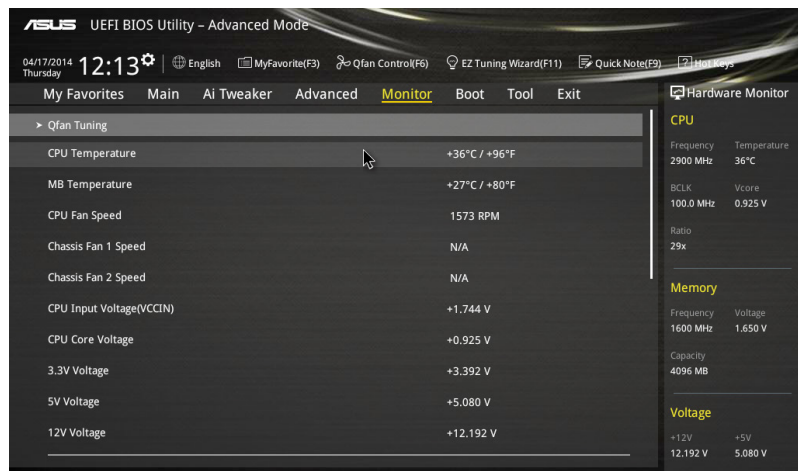 ASUS UEFI BIOS Utility – Advanced Mode
04/17/2014
Thursday
12:13
English
MyFavorite(F3)
Qfan Control(F6)
EZ Tuning Wizard(F11)
Quick Note(F9)
? Hot Keys
My Favorites Main Ai Tweaker Advanced Monitor Boot Tool Exit
> Qfan Tuning
CPU Temperature +36°C / +96°F
MB Temperature +27°C / +80°F
CPU Fan Speed 1573 RPM
Chassis Fan 1 Speed N/A
Chassis Fan 2 Speed N/A
CPU Input Voltage(VCCIN) +1.744 V
CPU Core Voltage +0.925 V
3.3V Voltage +3.392 V
5V Voltage +5.080 V
12V Voltage +12.192 V
Hardware Monitor
CPU
Frequency Temperature
2900 MHz 36°C
BCLK Vcore
100.0 MHz 0.925 V
Ratio
29x
Memory
Frequency Voltage
1600 MHz 1.650 V
Capacity
4096 MB
Voltage
+12V +5V
12.192 V 5.080 V